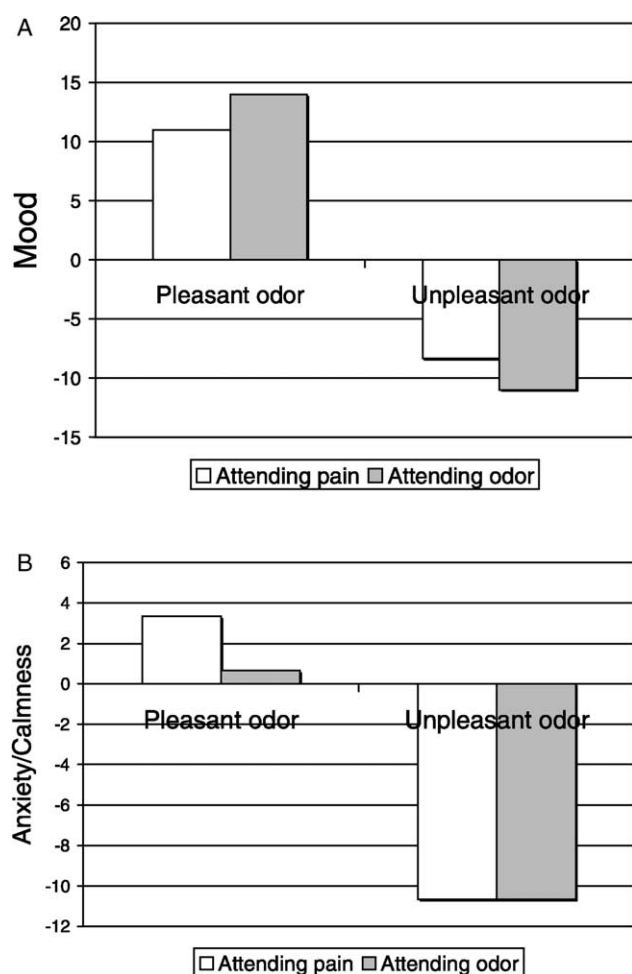 A
20
15
10
5
0
-5
-10
-15
Mood
Pleasant odor
Unpleasant odor
Attending pain Attending odor
B
6
4
2
0
-2
-4
-6
-8
-10
-12
Anxiety/Calmness
Pleasant odor
Unpleasant odor
Attending pain Attending odor